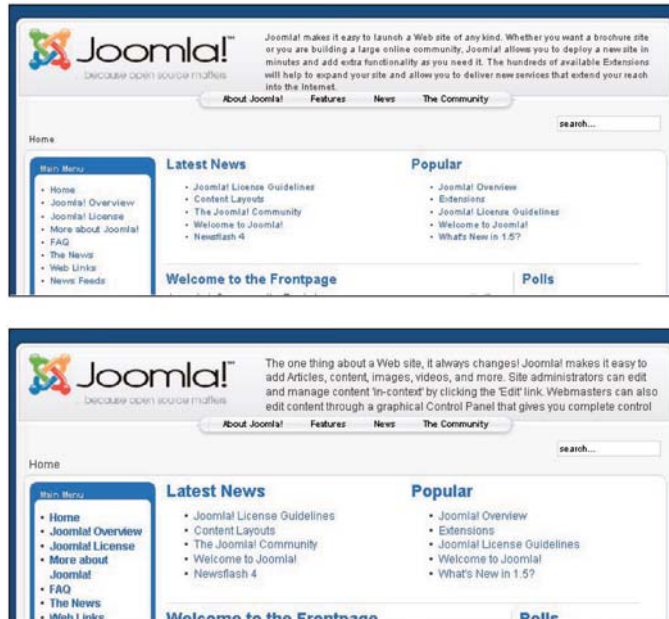 Joomla!™
because open source matters
Joomla! makes it easy to launch a Web site of any kind. Whether you want a brochure site
or you are building a large online community, Joomla! allows you to deploy a new site in
minutes and add extra functionality as you need it. The hundreds of available Extensions
will help to expand your site and allow you to deliver new services that extend your reach
into the Internet.
About Joomla! Features News The Community
search...
Home
Main Menu
• Home
• Joomla! Overview
• Joomla! License
• More about Joomla!
• FAQ
• The News
• Web Links
• News Feeds
Latest News
• Joomla! License Guidelines
• Content Layouts
• The Joomla! Community
• Welcome to Joomla!
• Newsflash 4
Popular
• Joomla! Overview
• Extensions
• Joomla! License Guidelines
• Welcome to Joomla!
• What's New in 1.5?
Welcome to the Frontpage
Polls
Joomla!™
because open source matters
The one thing about a Web site, it always changes! Joomla! makes it easy to
add Articles, content, images, videos, and more. Site administrators can edit
and manage content 'in-context' by clicking the 'Edit' link. Webmasters can also
edit content through a graphical Control Panel that gives you complete control
About Joomla! Features News The Community
search...
Home
Main Menu
• Home
• Joomla! Overview
• Joomla! License
• More about
Joomla!
• FAQ
• The News
• Web Links
Latest News
• Joomla! License Guidelines
• Content Layouts
• The Joomla! Community
• Welcome to Joomla!
• Newsflash 4
Popular
• Joomla! Overview
• Extensions
• Joomla! License Guidelines
• Welcome to Joomla!
• What's New in 1.5?
Welcome to the Frontpage
Polls